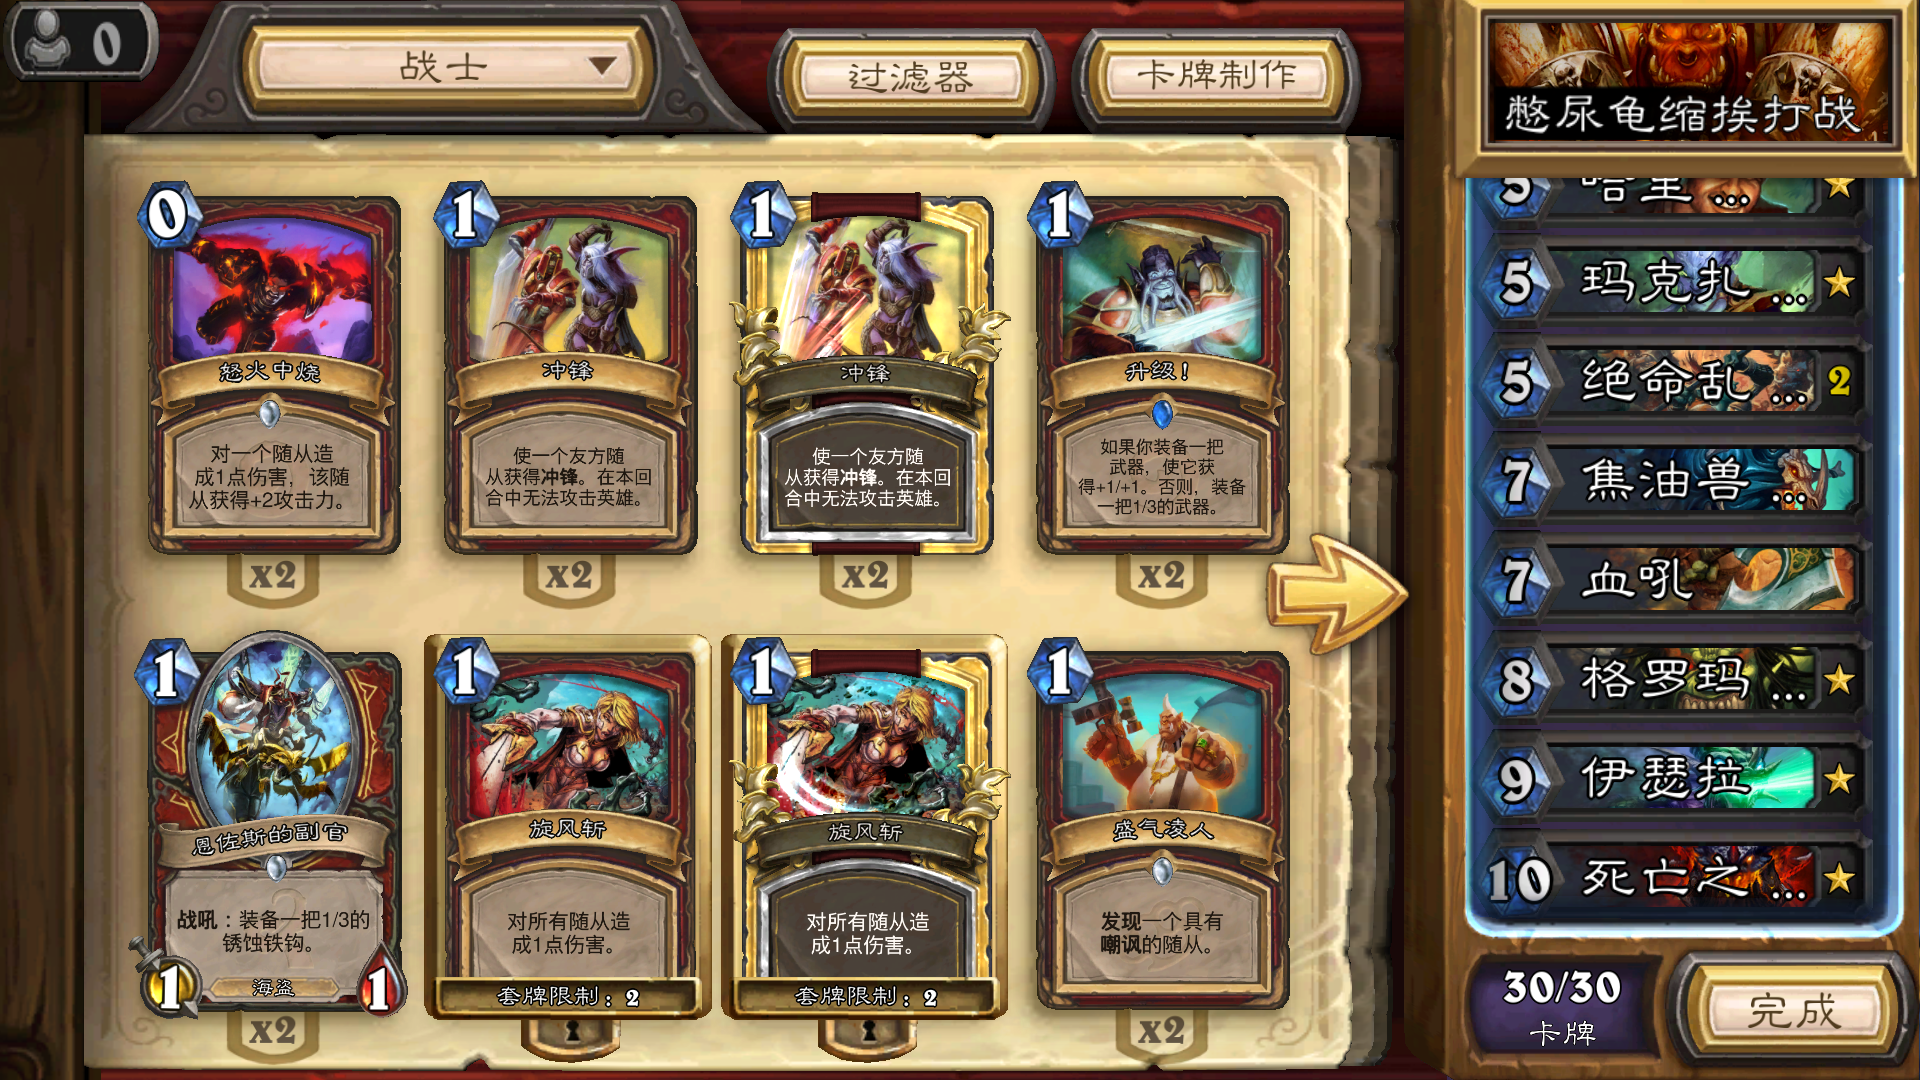 0
战士
过滤器
卡牌制作
憋尿龟缩挨打战
0
怒火中烧
对一个随从造
成1点伤害，该随
从获得+2攻击力。
x2
1
冲锋
使一个友方随
从获得冲锋。在本回
合中无法攻击英雄。
x2
1
冲锋
使一个友方随
从获得冲锋。在本回
合中无法攻击英雄。
x2
1
升级！
如果你装备一把
武器，使它获
得+1/+1。否则，装备
一把1/3的武器。
x2
1
恩佐斯的副官
战吼：装备一把1/3的
锈蚀铁钩。
1
海盗
1
x2
1
旋风斩
对所有随从造
成1点伤害。
套牌限制：2
1
旋风斩
对所有随从造
成1点伤害。
套牌限制：2
1
盛气凌人
发现一个具有
嘲讽的随从。
x2
5 哈里...
5 玛克扎...
5 绝命乱... 2
7 焦油兽...
7 血吼
8 格罗玛...
9 伊瑟拉
10 死亡之...
30/30
卡牌
完成